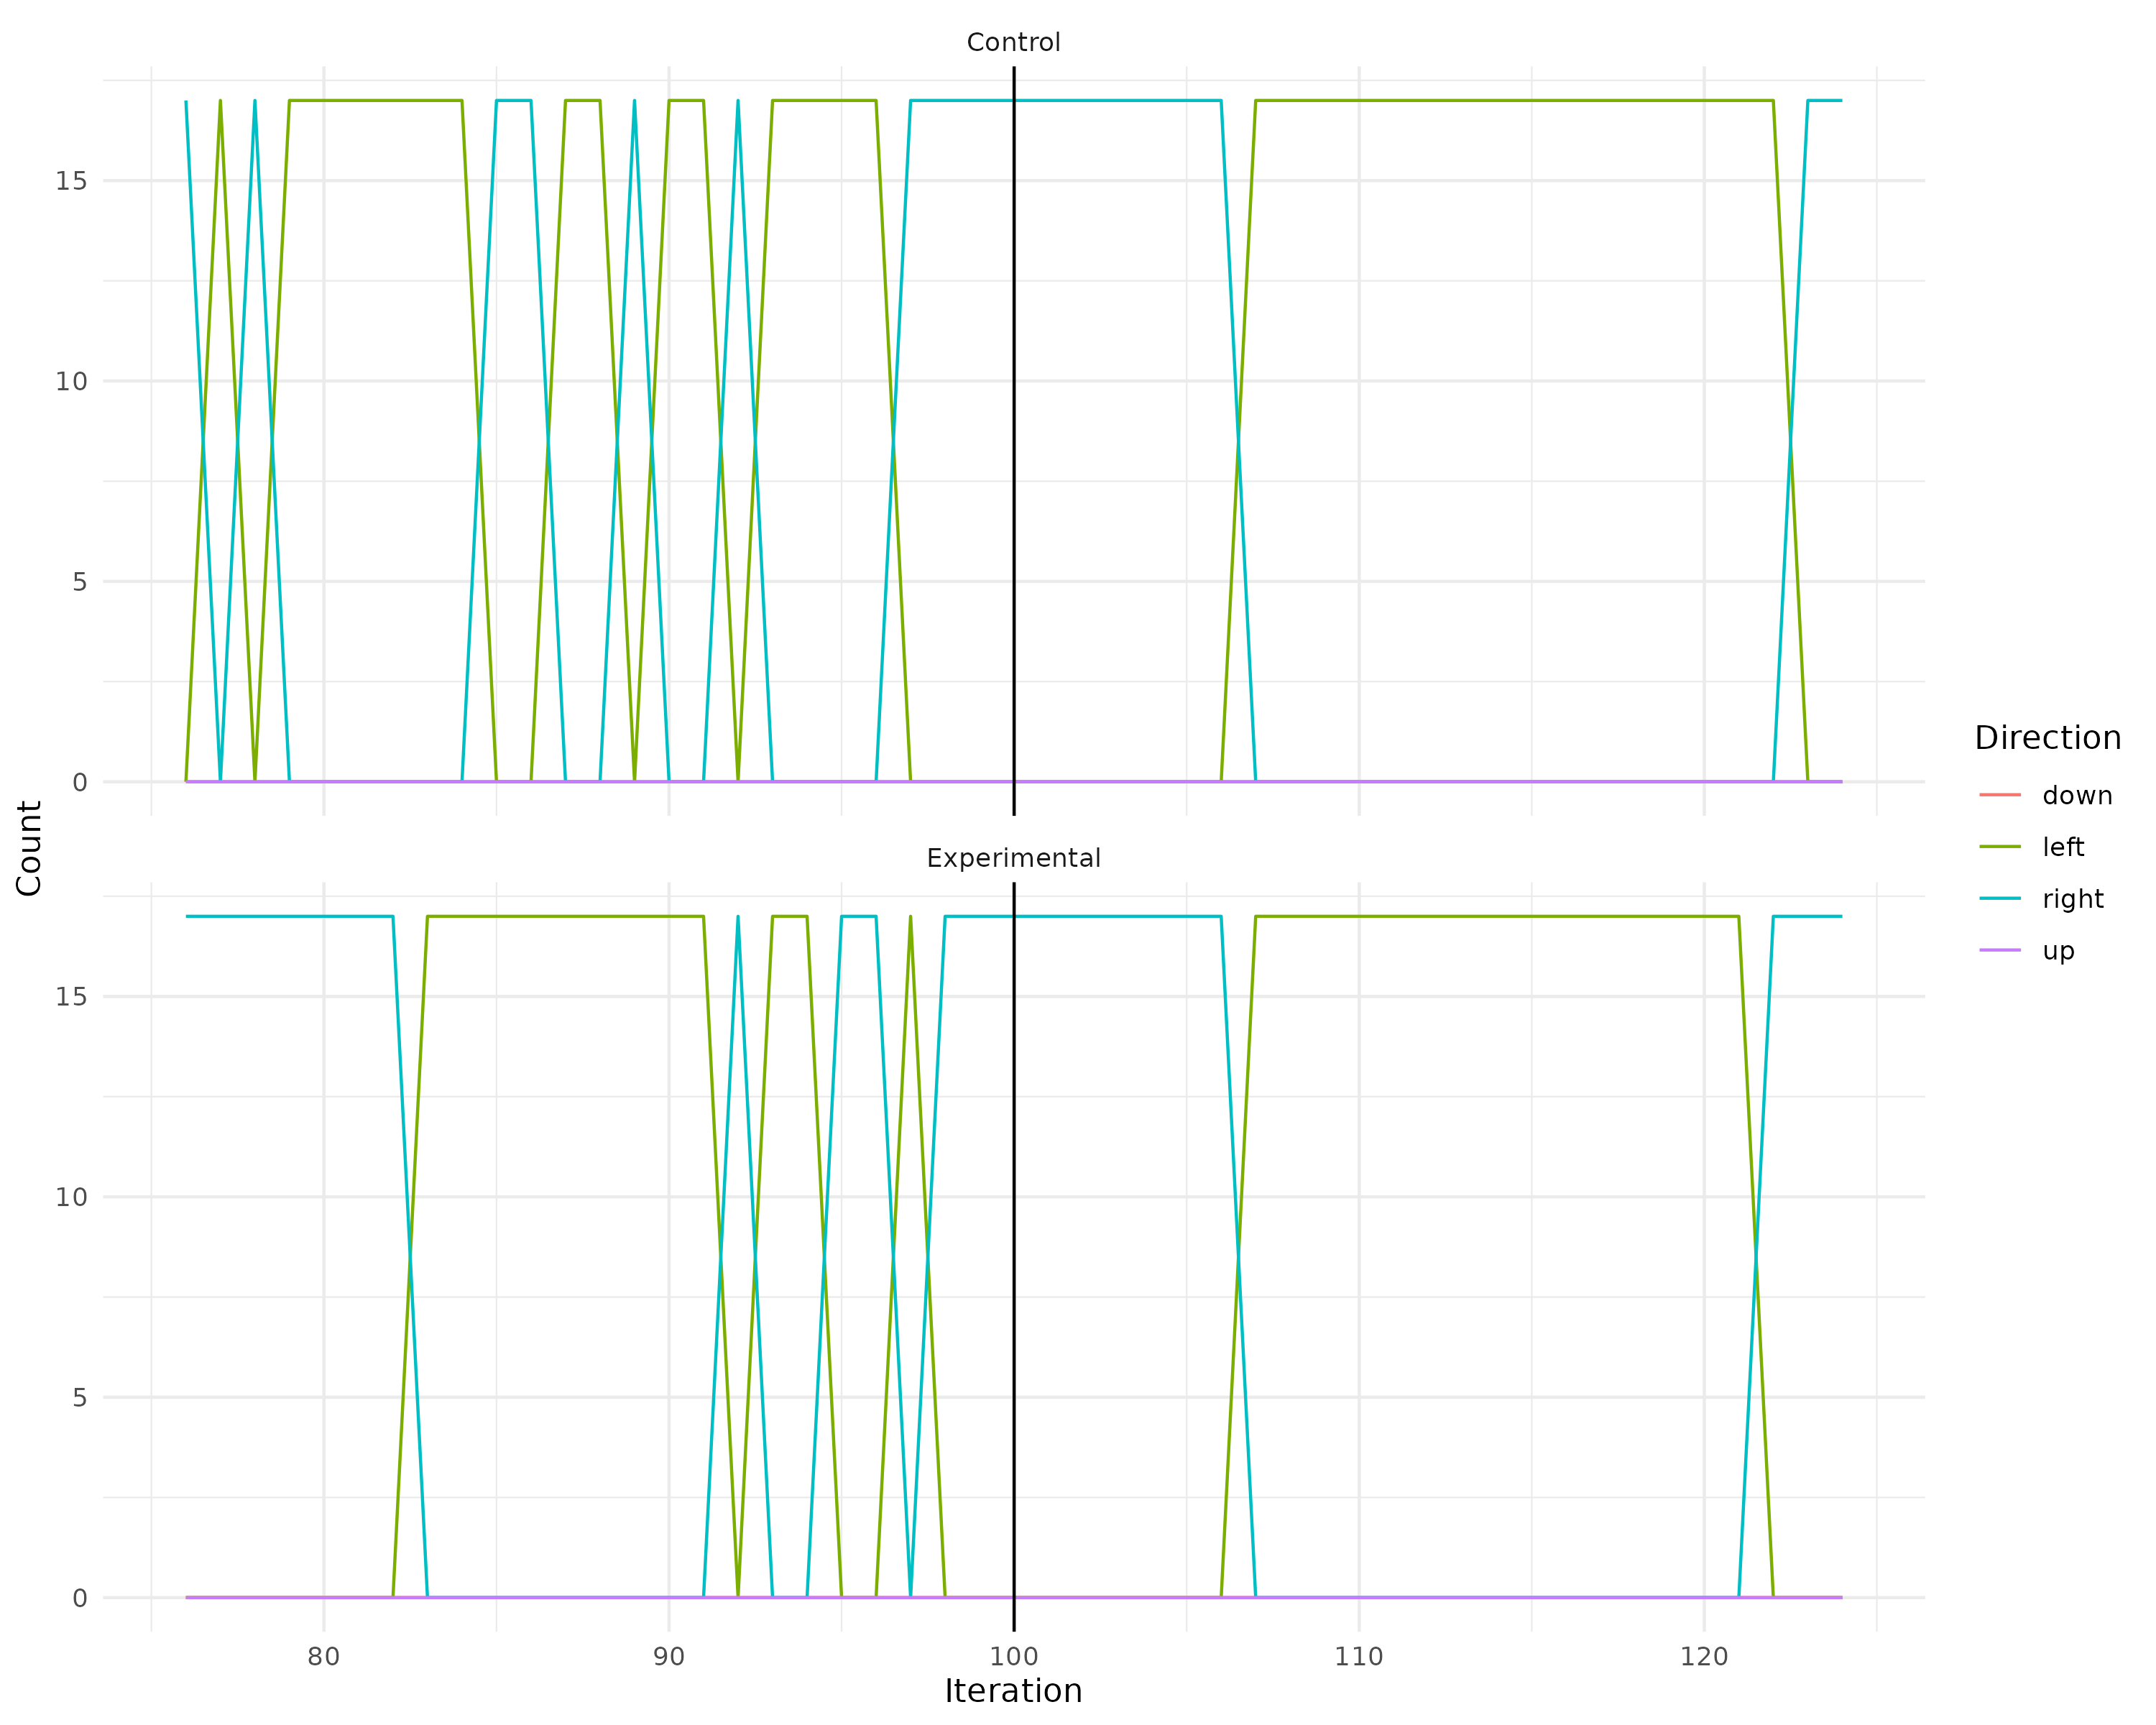 Control
15
10
5
0
Experimental
15
10
5
0
80 90 100 110 120
Iteration
Count
Direction
down
left
right
up